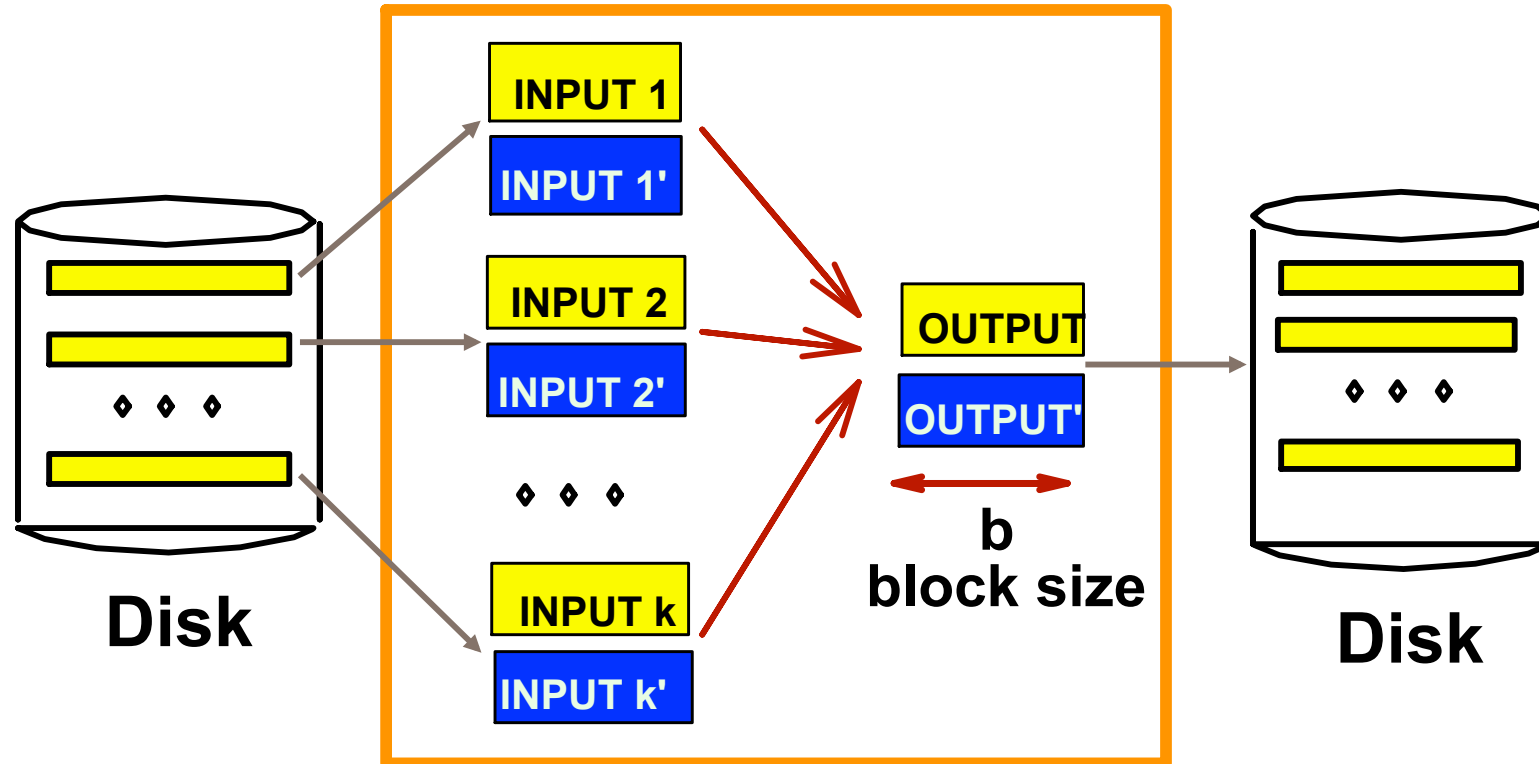 INPUT 1
INPUT 1'
INPUT 2
INPUT 2'
INPUT k
INPUT k'
OUTPUT
OUTPUT'
b
block size
Disk
Disk